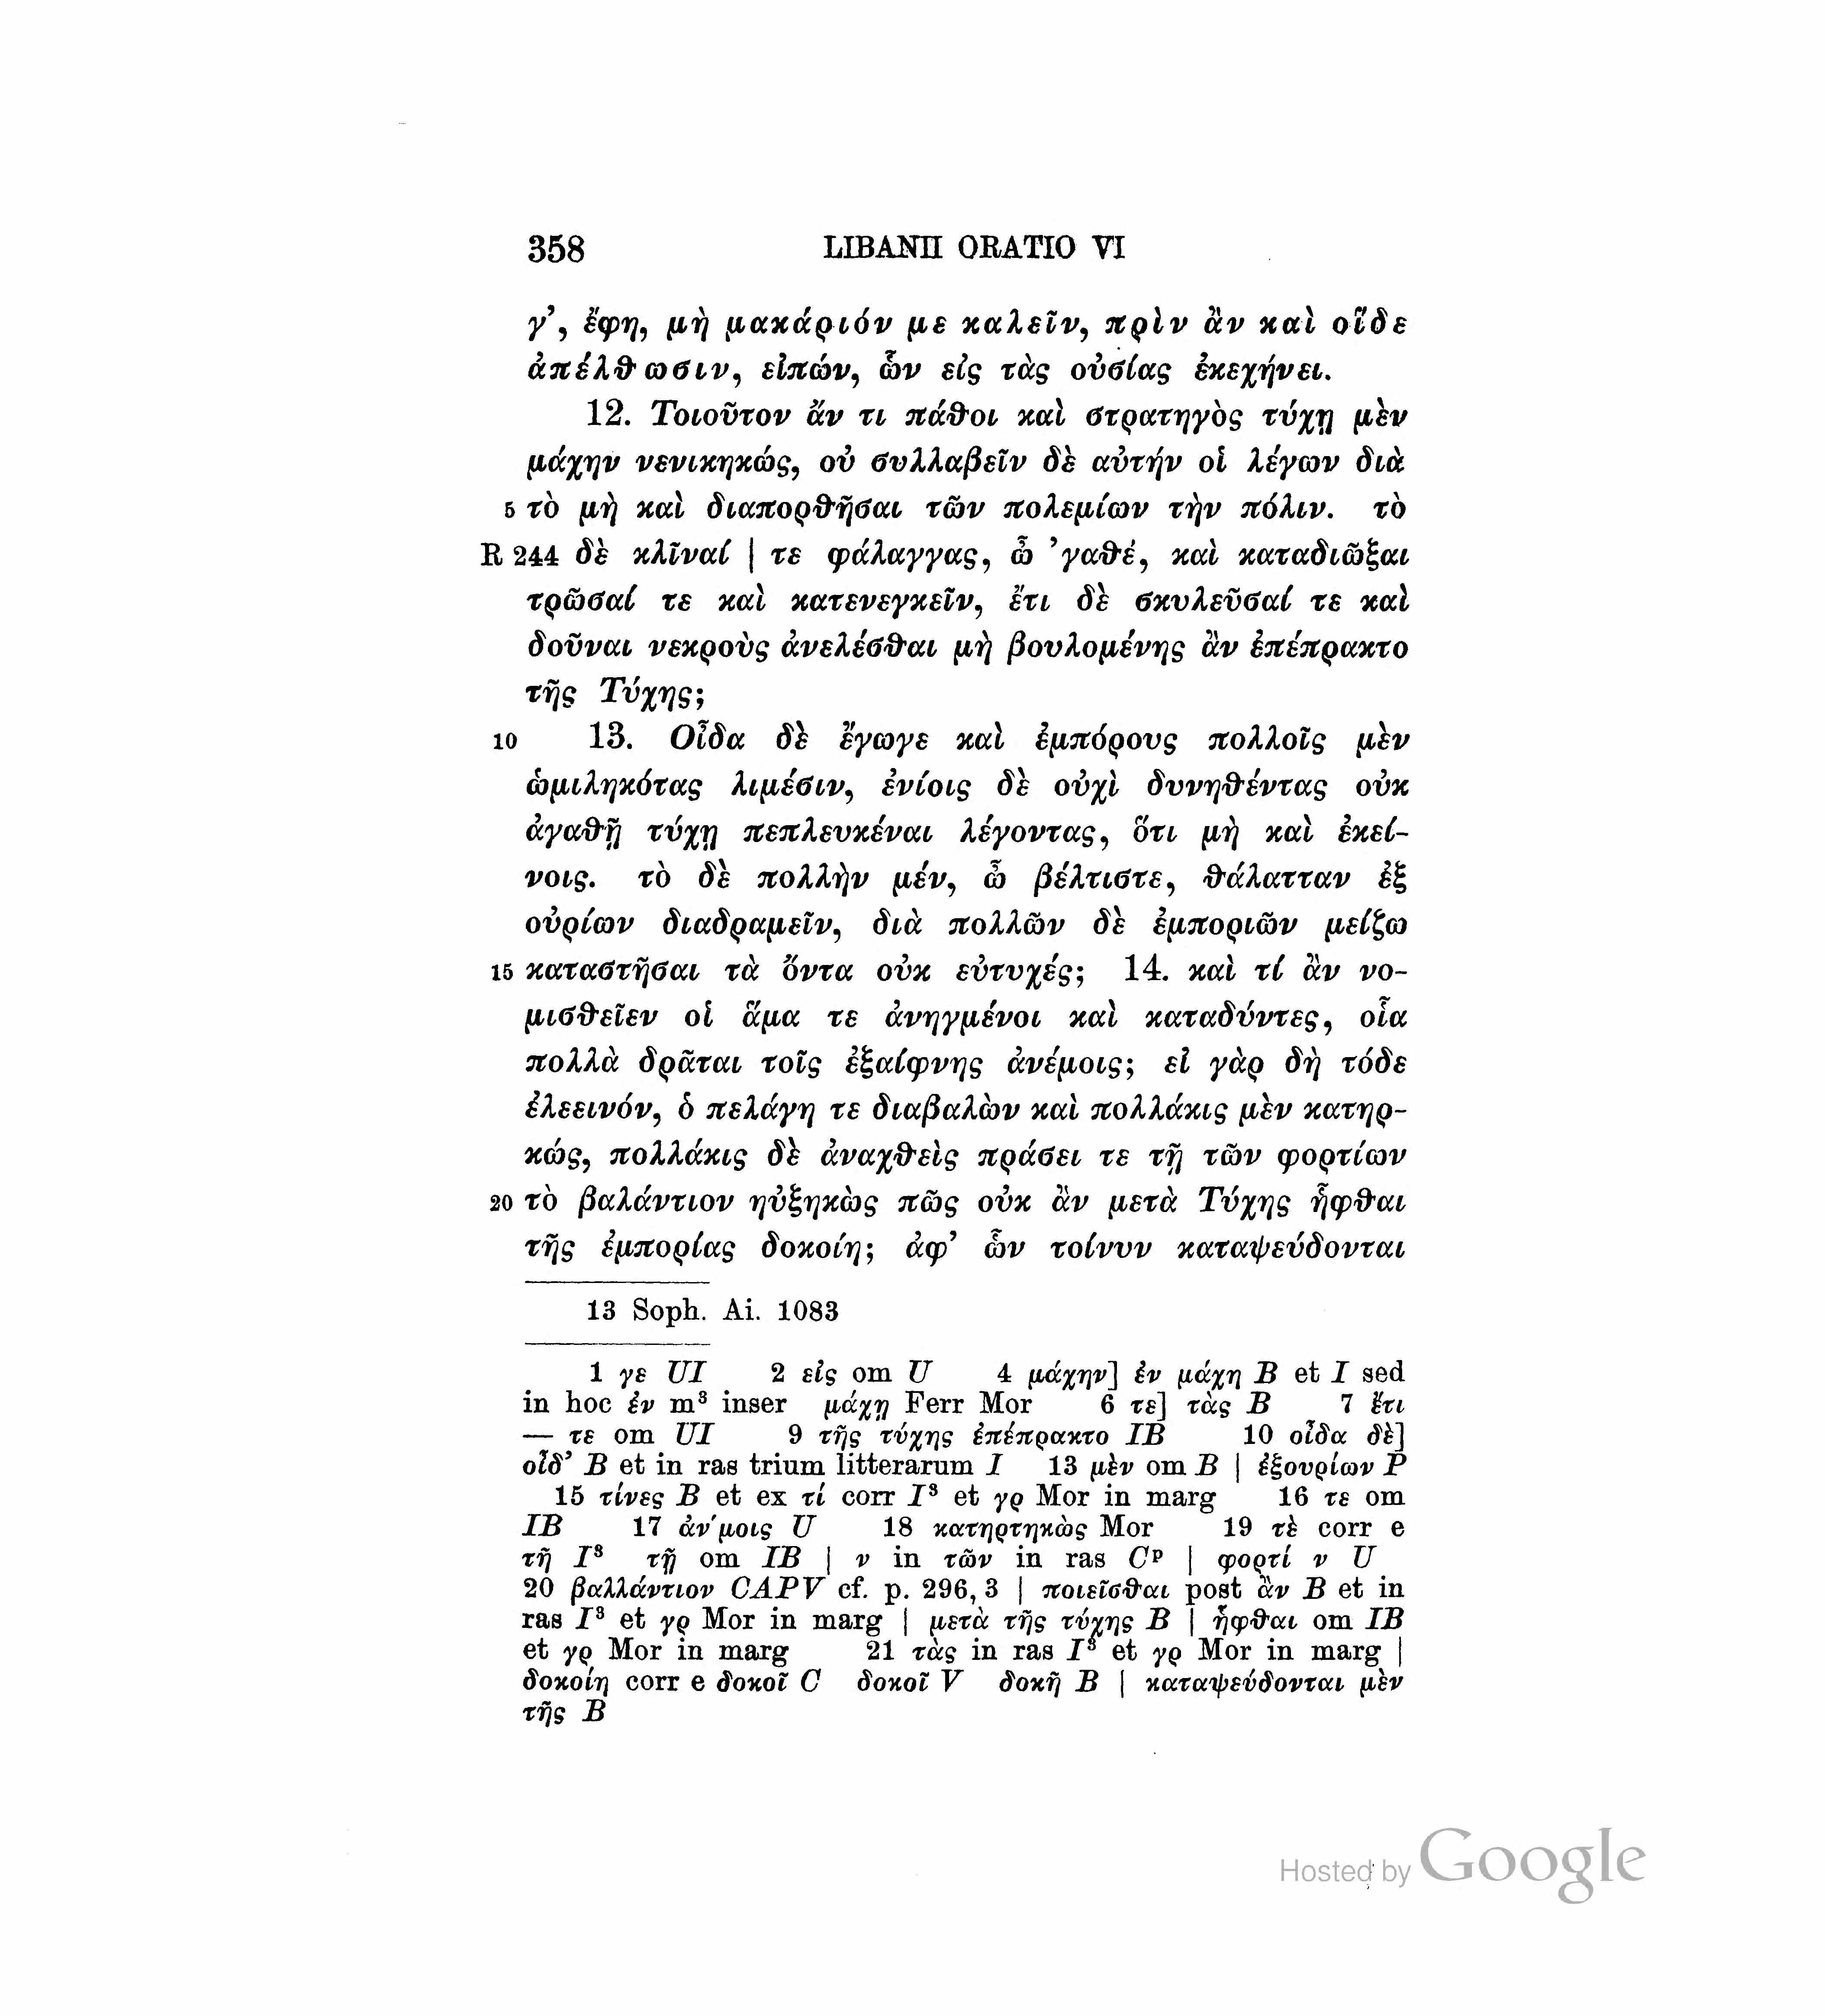 358 LIBANII ORATIO VI
γ’, ἔφη, μὴ μακάριόν με καλεῖν, πρὶν ἂν καὶ οἵδε
ἀπέλθωσιν, εἰπών, ὧν εἰς τὰς οὐσίας ἐκεχήνει.
12. Τοιοῦτον ἄν τι πάθοι καὶ στρατηγὸς τύχῃ μὲν
μάχην νενικηκώς, οὐ συλλαβεῖν δὲ αὐτήν οἱ λέγων διὰ
5 τὸ μὴ καὶ διαπορθῆσαι τῶν πολεμίων τὴν πόλιν. τὸ
R 244 δὲ κλῖναί | τε φάλαγγας, ὦ ’γαθέ, καὶ καταδιῶξαι
τρῶσαί τε καὶ κατενεγκεῖν, ἔτι δὲ σκυλεῦσαί τε καὶ
δοῦναι νεκροὺς ἀνελέσθαι μὴ βουλομένης ἂν ἐπέπρακτο
τῆς Τύχης;
10 13. Οἶδα δὲ ἔγωγε καὶ ἐμπόρους πολλοῖς μὲν
ὡμιληκότας λιμέσιν, ἐνίοις δὲ οὐχὶ δυνηθέντας οὐκ
ἀγαθῇ τύχῃ πεπλευκέναι λέγοντας, ὅτι μὴ καὶ ἐκεί-
νοις. τὸ δὲ πολλὴν μέν, ὦ βέλτιστε, θάλατταν ἐξ
οὐρίων διαδραμεῖν, διὰ πολλῶν δὲ ἐμποριῶν μείζω
15 καταστῆσαι τὰ ὄντα οὐκ εὐτυχές; 14. καὶ τί ἂν νο-
μισθεῖεν οἱ ἅμα τε ἀνηγμένοι καὶ καταδύντες, οἷα
πολλὰ δρᾶται τοῖς ἐξαίφνης ἀνέμοις; εἰ γὰρ δὴ τόδε
ἐλεεινόν, ὁ πελάγη τε διαβαλὼν καὶ πολλάκις μὲν κατηρ-
κώς, πολλάκις δὲ ἀναχθεὶς πράσει τε τῇ τῶν φορτίων
20 τὸ βαλάντιον ηὐξηκὼς πῶς οὐκ ἂν μετὰ Τύχης ἧφθαι
τῆς ἐμπορίας δοκοίη; ἀφ’ ὧν τοίνυν καταψεύδονται
13 Soph. Ai. 1083
1 γε UI 2 εἰς om U 4 μάχην] ἐν μάχη B et I sed
in hoc ἐν m³ inser μάχῃ Ferr Mor 6 τε] τὰς B 7 ἔτι
— τε om UI 9 τῆς τύχης ἐπέπρακτο IB 10 οἶδα δὲ]
οἶδ’ B et in ras trium litterarum I 13 μὲν om B | ἐξουρίων P
15 τίνες B et ex τί corr I³ et γρ Mor in marg 16 τε om
IB 17 ἀν'μοις U 18 κατηρτηκὼς Mor 19 τὲ corr e
τῆ I³ τῇ om IB | ν in τῶν in ras Cᵖ | φορτί ν U
20 βαλλάντιον CAPV cf. p. 296, 3 | ποιεῖσθαι post ἂν B et in
ras I³ et γρ Mor in marg | μετὰ τῆς τύχης B | ἧφθαι om IB
et γρ Mor in marg 21 τὰς in ras I³ et γρ Mor in marg |
δοκοίη corr e δοκοῖ C δοκοῖ V δοκῆ B | καταψεύδονται μὲν
τῆς B
Hosted by Google